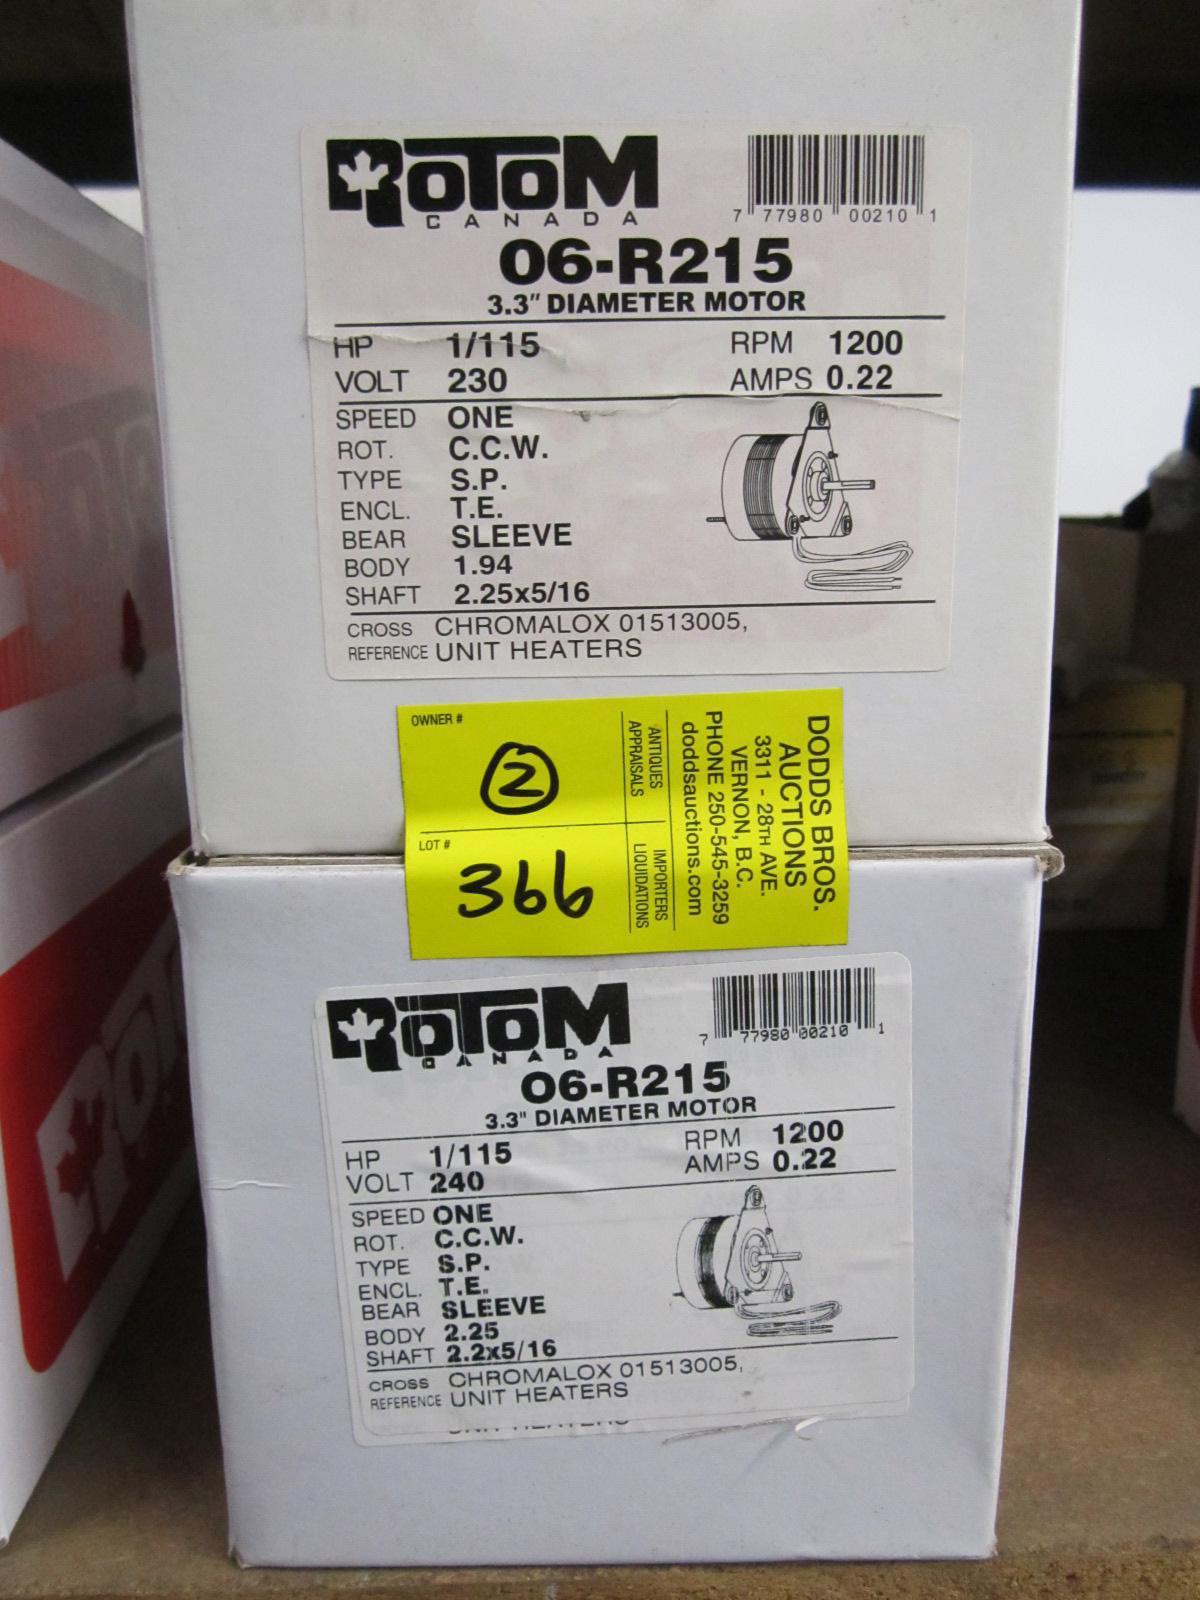 ROTOM
CANADA
7 77980 00210 1
06-R215
3.3" DIAMETER MOTOR
HP 1/115 RPM 1200
VOLT 230 AMPS 0.22
SPEED ONE
ROT. C.C.W.
TYPE S.P.
ENCL. T.E.
BEAR SLEEVE
BODY 1.94
SHAFT 2.25x5/16
CROSS REFERENCE CHROMALOX 01513005,
UNIT HEATERS
OWNER #
2
LOT #
366
ANTIQUES
APPRAISALS
IMPORTERS
LIQUIDATIONS
DODDS BROS.
AUCTIONS
3311 - 28TH AVE.
VERNON, B.C.
PHONE 250-545-3259
doddsauctions.com
ROTOM
CANADA
7 77980 00210 1
06-R215
3.3" DIAMETER MOTOR
HP 1/115 RPM 1200
VOLT 240 AMPS 0.22
SPEED ONE
ROT. C.C.W.
TYPE S.P.
ENCL. T.E.
BEAR SLEEVE
BODY 2.25
SHAFT 2.2x5/16
CROSS REFERENCE CHROMALOX 01513005,
UNIT HEATERS
UNIT HEATERS